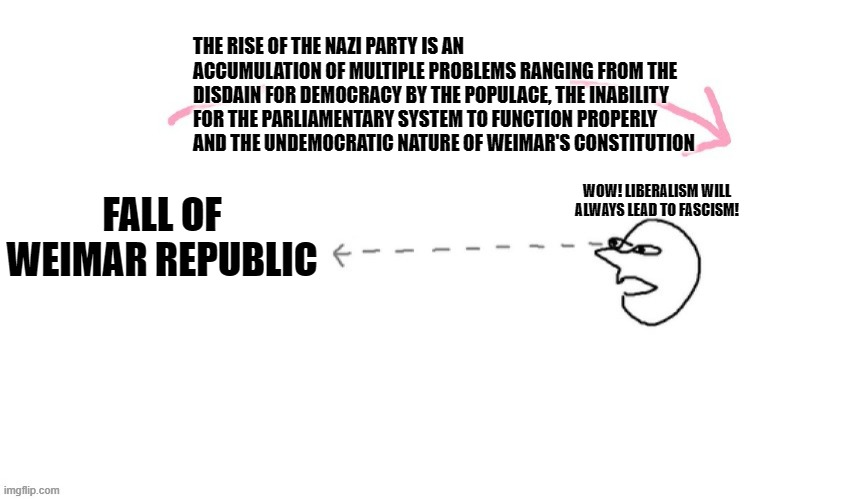 THE RISE OF THE NAZI PARTY IS AN
ACCUMULATION OF MULTIPLE PROBLEMS RANGING FROM THE
DISDAIN FOR DEMOCRACY BY THE POPULACE, THE INABILITY
FOR THE PARLIAMENTARY SYSTEM TO FUNCTION PROPERLY
AND THE UNDEMOCRATIC NATURE OF WEIMAR'S CONSTITUTION
WOW! LIBERALISM WILL
ALWAYS LEAD TO FASCISM!
FALL OF
WEIMAR REPUBLIC
imgflip.com